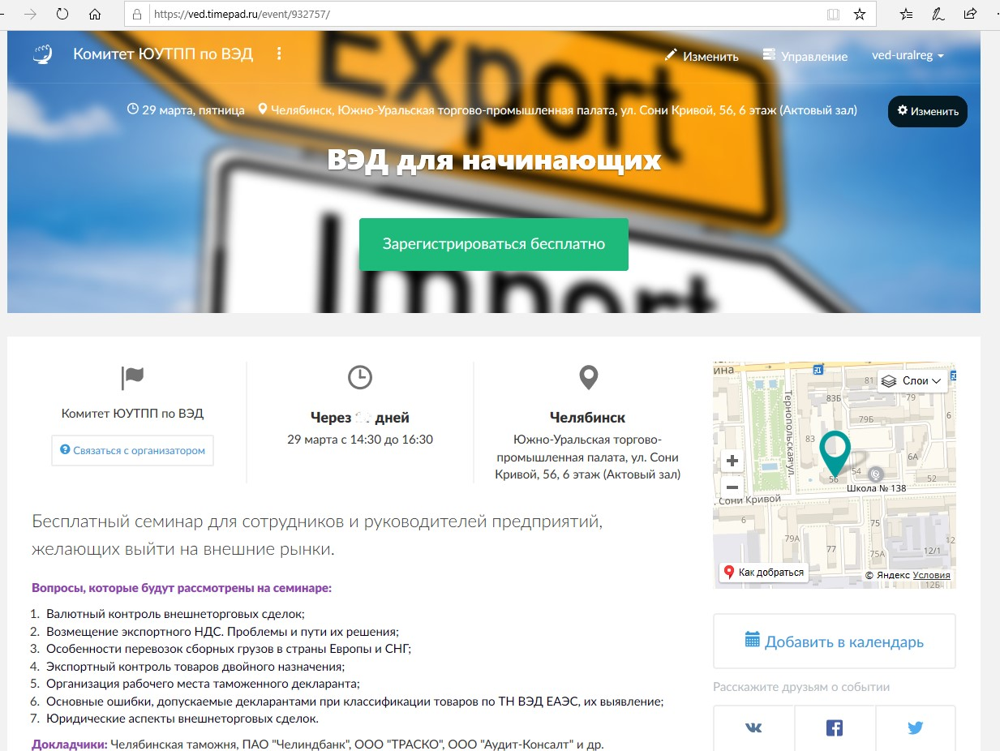 https://ved.timepad.ru/event/932757/
Комитет ЮУТПП по ВЭД
Изменить
Управление
ved-uralreg
29 марта, пятница
Челябинск, Южно-Уральская торгово-промышленная палата, ул. Сони Кривой, 56, 6 этаж (Актовый зал)
Изменить
Export
ВЭД для начинающих
Зарегистрироваться бесплатно
Import
Комитет ЮУТПП по ВЭД
Связаться с организатором
Через дней
29 марта с 14:30 до 16:30
Челябинск
Южно-Уральская торгово-
промышленная палата, ул. Сони
Кривой, 56, 6 этаж (Актовый зал)
Бесплатный семинар для сотрудников и руководителей предприятий,
желающих выйти на внешние рынки.
Вопросы, которые будут рассмотрены на семинаре:
1. Валютный контроль внешнеторговых сделок;
2. Возмещение экспортного НДС. Проблемы и пути их решения;
3. Особенности перевозок сборных грузов в страны Европы и СНГ;
4. Экспортный контроль товаров двойного назначения;
5. Организация рабочего места таможенного декларанта;
6. Основные ошибки, допускаемые декларантами при классификации товаров по ТН ВЭД ЕАЭС, их выявление;
7. Юридические аспекты внешнеторговых сделок.
Докладчики: Челябинская таможня, ПАО "Челиндбанк", ООО "ТРАСКО", ООО "Аудит-Консалт" и др.
ина
81
Слои
83Б
79
Тернопольская ул.
79Б
6
83
6А
56
54
52
Школа № 138
. Сони Кривой
6
75
79А
77
75А
12
12/1
Как добраться
© Яндекс Условия
12Б
Добавить в календарь
Расскажите друзьям о событии